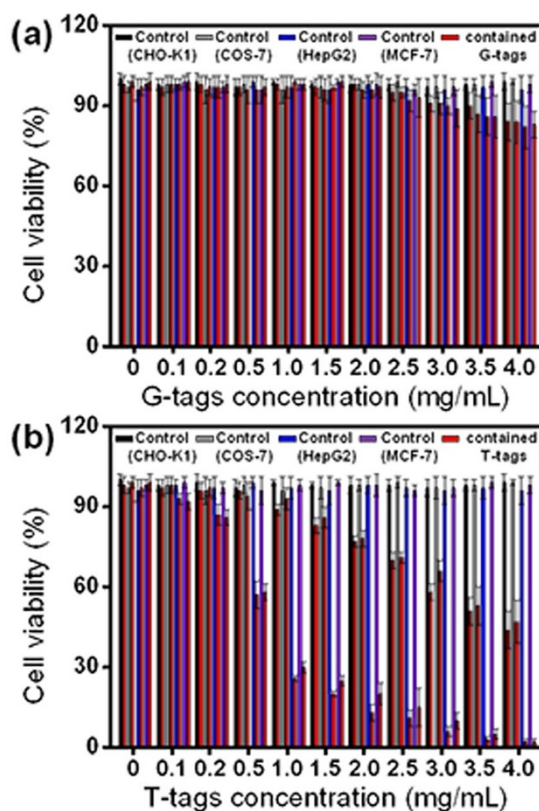 (a)
Control Control Control Control contained
(CHO-K1) (COS-7) (HepG2) (MCF-7) G-tags
120
90
60
30
0
Cell viability (%)
0 0.1 0.2 0.5 1.0 1.5 2.0 2.5 3.0 3.5 4.0
G-tags concentration (mg/mL)
(b)
Control Control Control Control contained
(CHO-K1) (COS-7) (HepG2) (MCF-7) T-tags
120
90
60
30
0
Cell viability (%)
0 0.1 0.2 0.5 1.0 1.5 2.0 2.5 3.0 3.5 4.0
T-tags concentration (mg/mL)